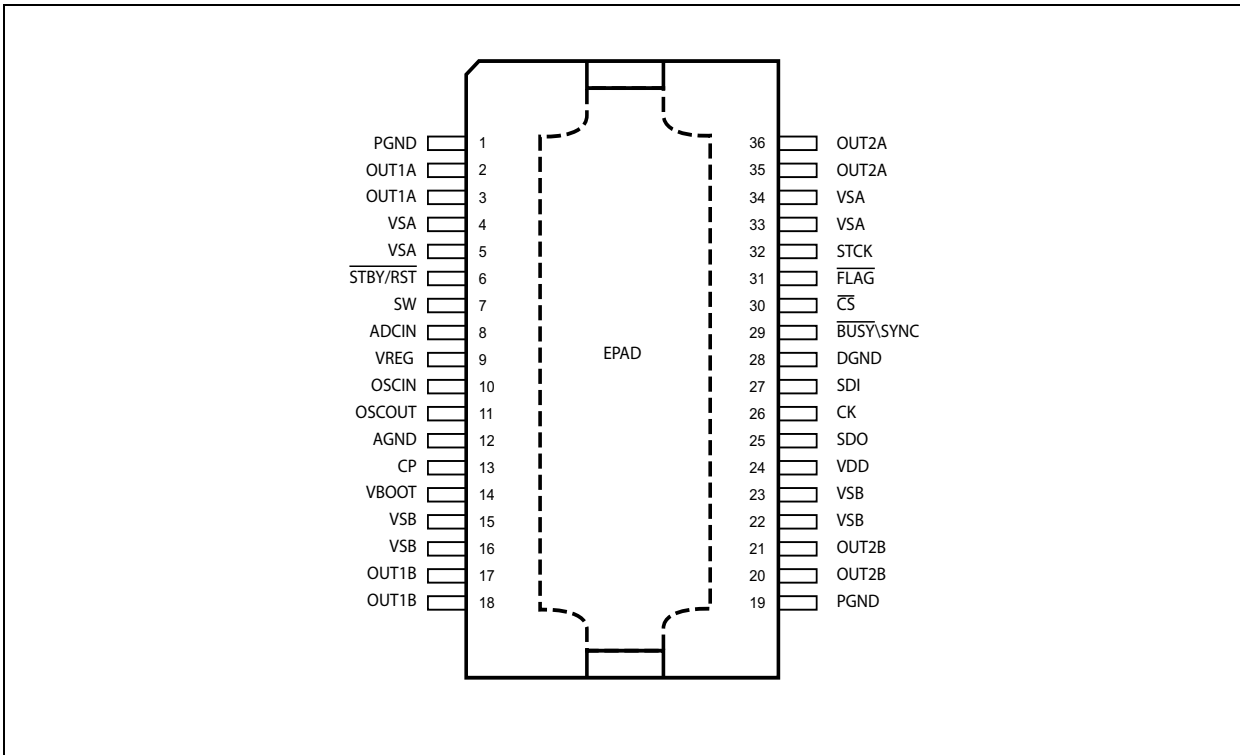 PGND 1 36 OUT2A
OUT1A 2 35 OUT2A
OUT1A 3 34 VSA
VSA 4 33 VSA
VSA 5 32 STCK
STBY/RST 6 31 FLAG
SW 7 30 CS
ADCIN 8 29 BUSY\SYNC
VREG 9 28 DGND
EPAD
OSCIN 10 27 SDI
OSCOUT 11 26 CK
AGND 12 25 SDO
CP 13 24 VDD
VBOOT 14 23 VSB
VSB 15 22 VSB
VSB 16 21 OUT2B
OUT1B 17 20 OUT2B
OUT1B 18 19 PGND